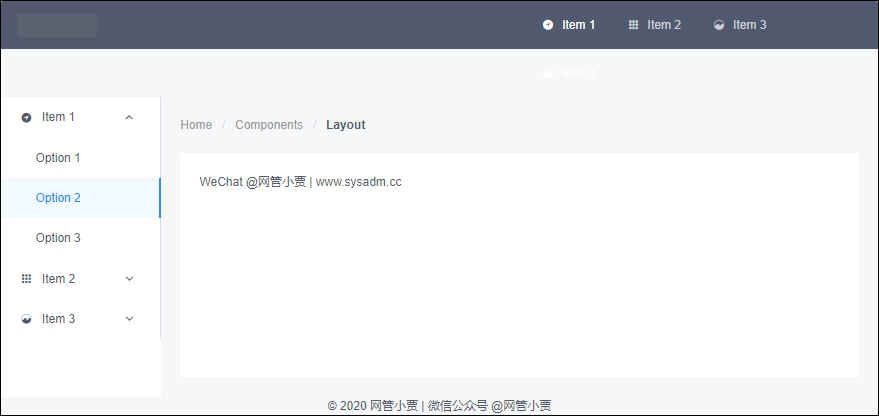 Item 1 Item 2 Item 3
Item 1
Home / Components / Layout
Option 1
WeChat @网管小贾 | www.sysadm.cc
Option 2
Option 3
Item 2
Item 3
© 2020 网管小贾 | 微信公众号 @网管小贾